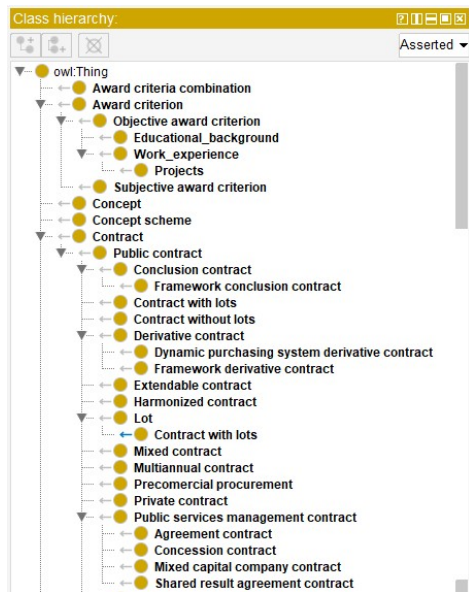 Class hierarchy:
Asserted
owl:Thing
Award criteria combination
Award criterion
Objective award criterion
Educational_background
Work_experience
Projects
Subjective award criterion
Concept
Concept scheme
Contract
Public contract
Conclusion contract
Framework conclusion contract
Contract with lots
Contract without lots
Derivative contract
Dynamic purchasing system derivative contract
Framework derivative contract
Extendable contract
Harmonized contract
Lot
Contract with lots
Mixed contract
Multiannual contract
Precomercial procurement
Private contract
Public services management contract
Agreement contract
Concession contract
Mixed capital company contract
Shared result agreement contract